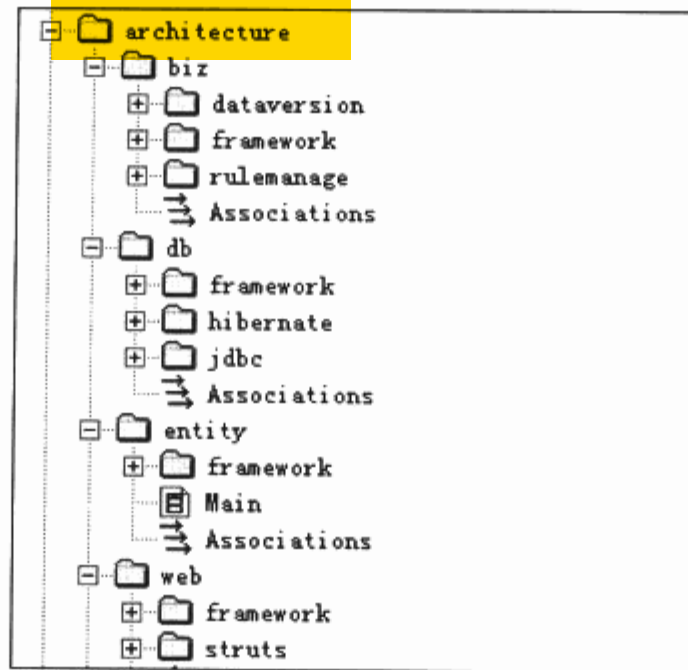 architecture
biz
dataversion
framework
rulemanage
Associations
db
framework
hibernate
jdbc
Associations
entity
framework
Main
Associations
web
framework
struts